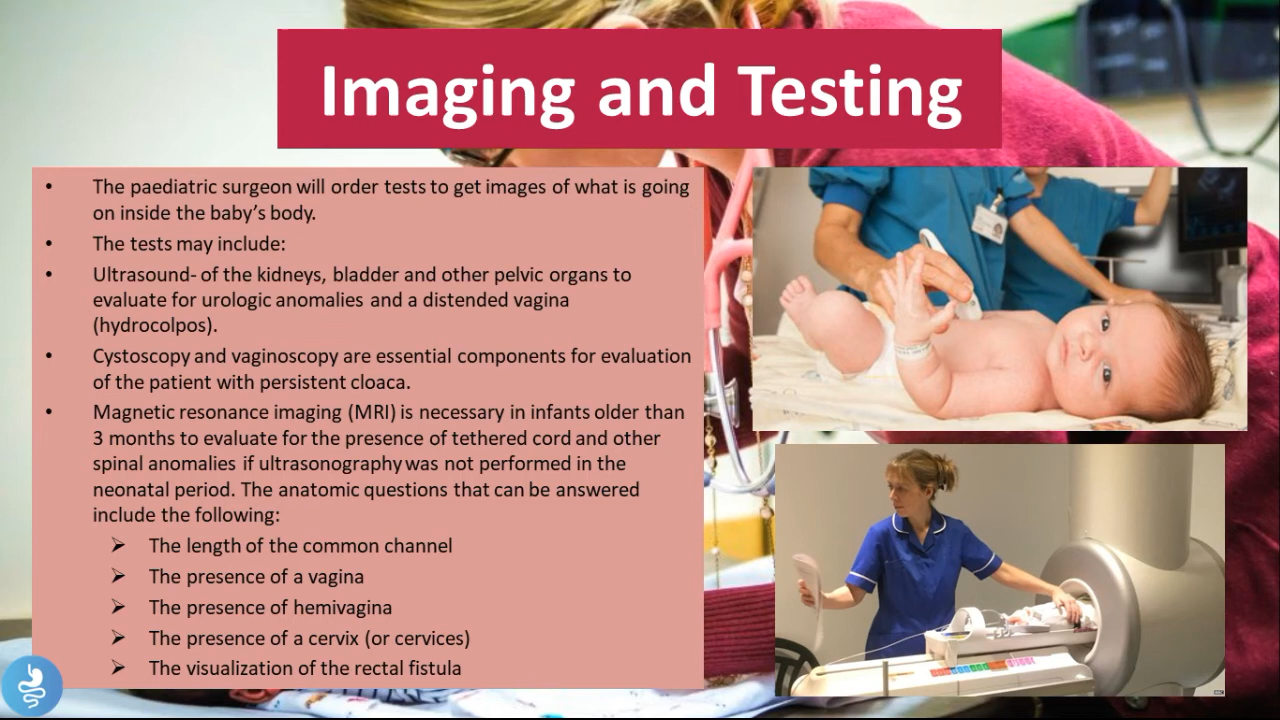 Imaging and Testing
• The paediatric surgeon will order tests to get images of what is going
on inside the baby's body.
• The tests may include:
• Ultrasound- of the kidneys, bladder and other pelvic organs to
evaluate for urologic anomalies and a distended vagina
(hydrocolpos).
• Cystoscopy and vaginoscopy are essential components for evaluation
of the patient with persistent cloaca.
• Magnetic resonance imaging (MRI) is necessary in infants older than
3 months to evaluate for the presence of tethered cord and other
spinal anomalies if ultrasonography was not performed in the
neonatal period. The anatomic questions that can be answered
include the following:
➢ The length of the common channel
➢ The presence of a vagina
➢ The presence of hemivagina
➢ The presence of a cervix (or cervices)
➢ The visualization of the rectal fistula